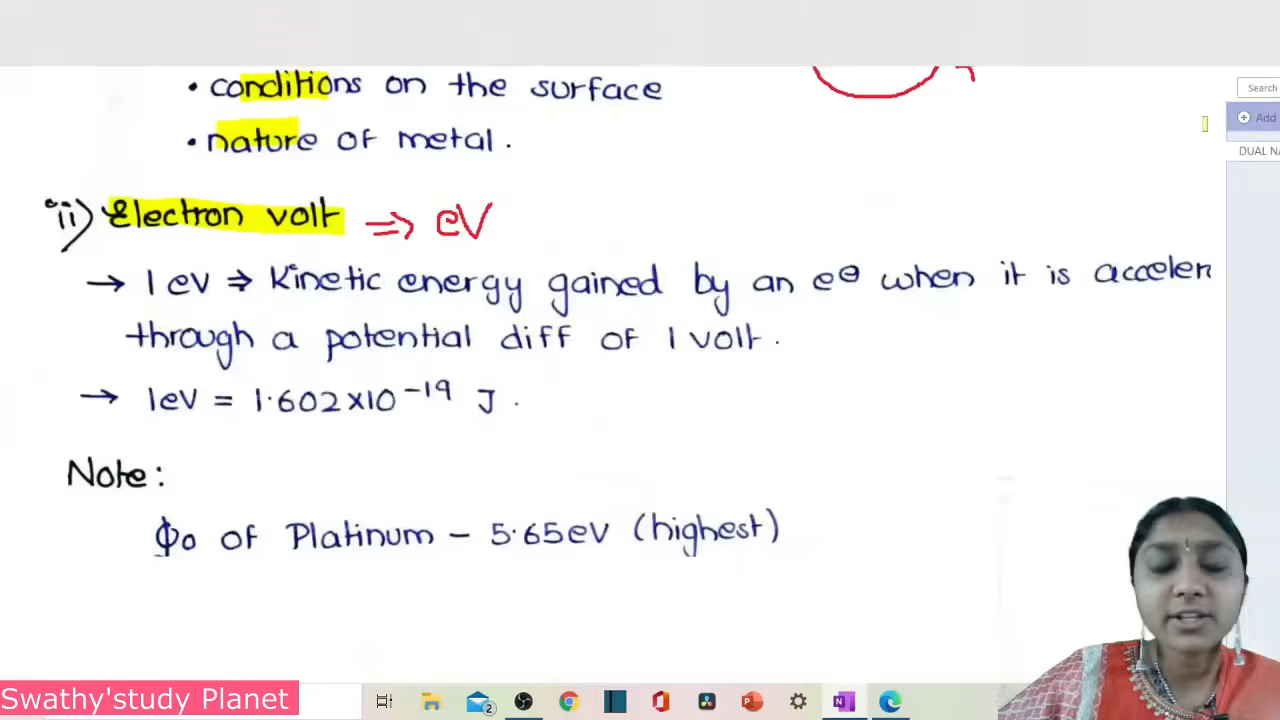 • conditions on the surface
• nature of metal.
Search
Add
DUAL NA
ii) Electron volt ⇒ eV
→ 1 eV ⇒ Kinetic energy gained by an e⊖ when it is acceler
through a potential diff of 1 volt.
→ 1eV = 1.602×10⁻¹⁹ J.
Note:
ϕ₀ of Platinum – 5.65eV (highest)
2
Swathy'study Planet